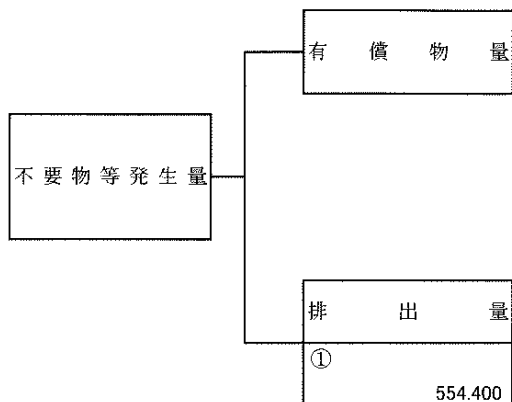 有償物量
不要物等発生量
排出量
①
554.400